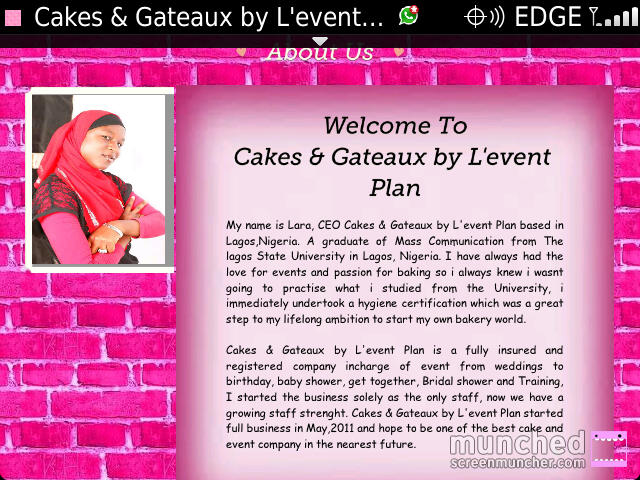 Cakes & Gateaux by L'event... EDGE
About Us
Welcome To
Cakes & Gateaux by L'event
Plan
My name is Lara, CEO Cakes & Gateaux by L'event Plan based in
Lagos,Nigeria. A graduate of Mass Communication from The
lagos State University in Lagos, Nigeria. I have always had the
love for events and passion for baking so i always knew i wasnt
going to practise what i studied from the University, i
immediately undertook a hygiene certification which was a great
step to my lifelong ambition to start my own bakery world.
Cakes & Gateaux by L'event Plan is a fully insured and
registered company incharge of event from weddings to
birthday, baby shower, get together, Bridal shower and Training,
I started the business solely as the only staff, now we have a
growing staff strenght. Cakes & Gateaux by L'event Plan started
full business in May,2011 and hope to be one of the best cake and
event company in the nearest future.
munched
screenmuncher.com